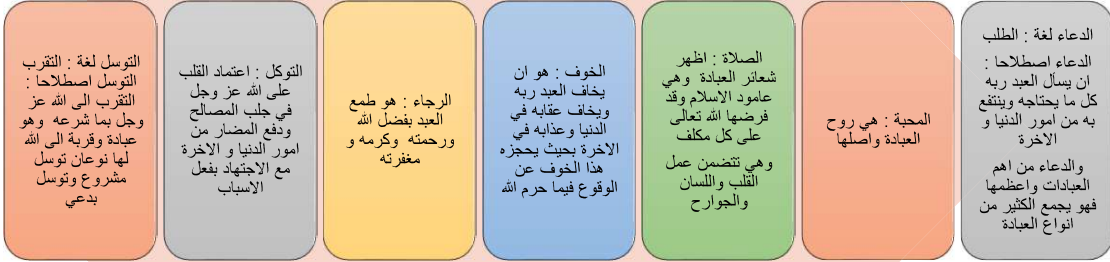 الدعاء لغة : الطلب
الدعاء اصطلاحا :
ان يسأل العبد ربه
كل ما يحتاجه وينتفع
به من امور الدنيا و
الاخرة
والدعاء من اهم
العبادات واعظمها
فهو يجمع الكثير من
انواع العبادة
المحبة : هي روح
العبادة واصلها
الصلاة : اظهر
شعائر العبادة وهي
عامود الاسلام وقد
فرضها الله تعالى
على كل مكلف
وهي تتضمن عمل
القلب واللسان
والجوارح
الخوف : هو ان
يخاف العبد ربه
ويخاف عقابه في
الدنيا وعذابه في
الاخرة بحيث يحجزه
هذا الخوف عن
الوقوع فيما حرم الله
الرجاء : هو طمع
العبد بفضل الله
ورحمته وكرمه و
مغفرته
التوكل : اعتماد القلب
على الله عز وجل
في جلب المصالح
ودفع المضار من
امور الدنيا و الاخرة
مع الاجتهاد بفعل
الاسباب
التوسل لغة : التقرب
التوسل اصطلاحا :
التقرب الى الله عز
وجل بما شرعه وهو
عبادة وقربة الى الله
لها نوعان توسل
مشروع وتوسل
بدعي